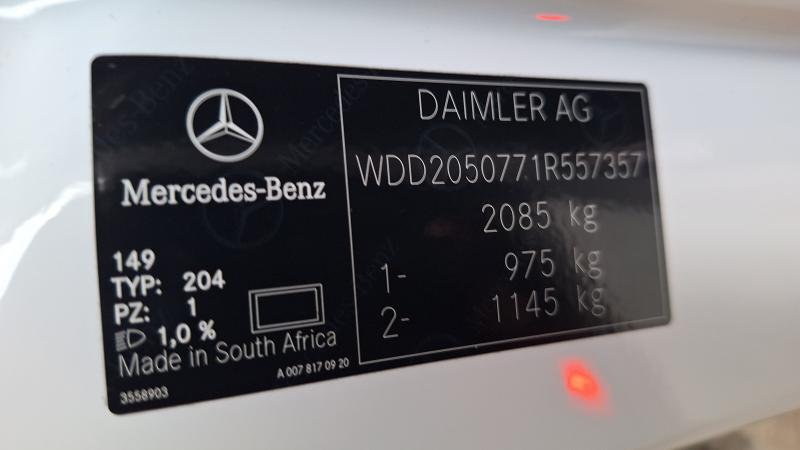 Mercedes-Benz
149
TYP: 204
PZ: 1
1,0 %
Made in South Africa
3558903
A 007 817 09 20
DAIMLER AG
WDD2050771R557357
2085 kg
1- 975 kg
2- 1145 kg